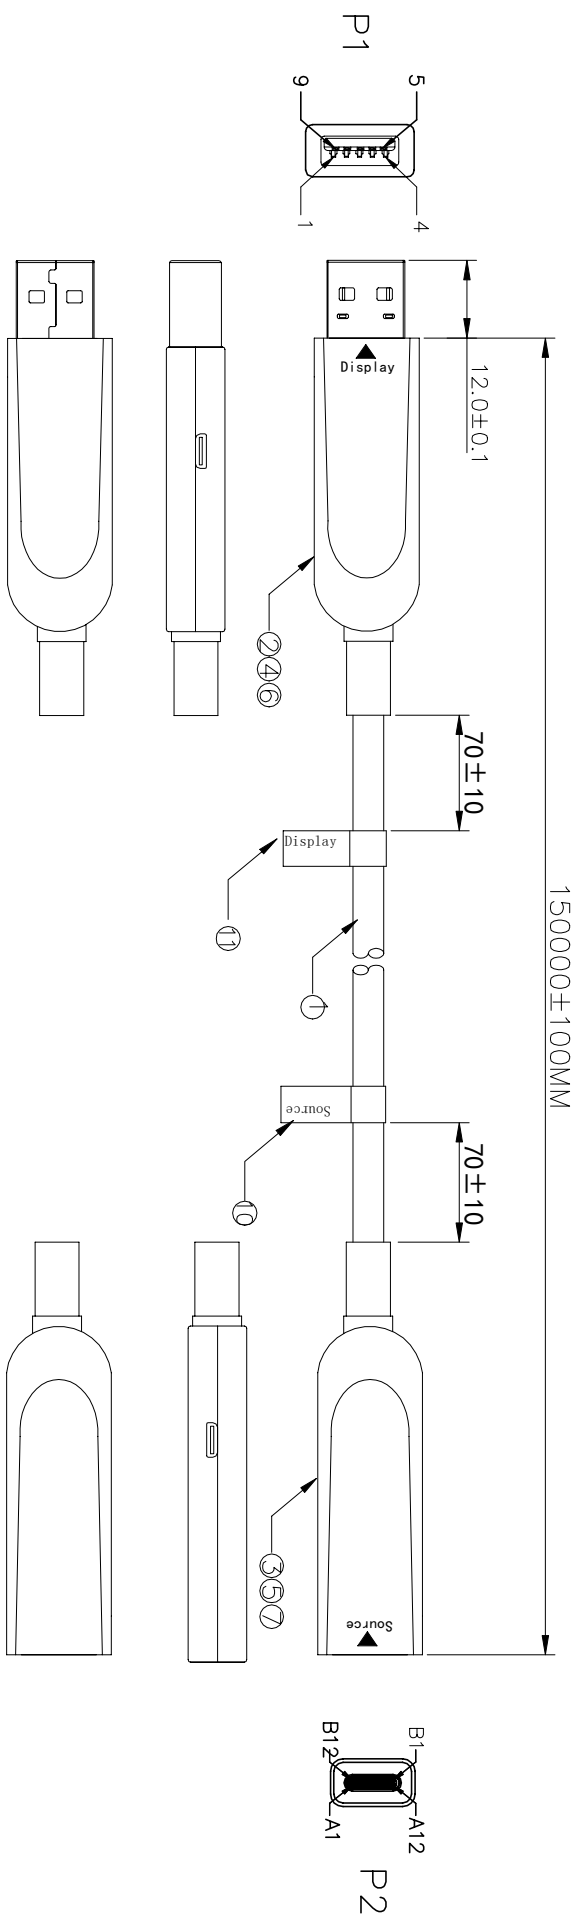 P1
9
5
1
4
12.0±0.1
Display
②④⑥
70±10
Display
⑪
①
150000±100MM
Source
⑩
70±10
③⑤⑦
Source
B12
B1
A1
A12
P2